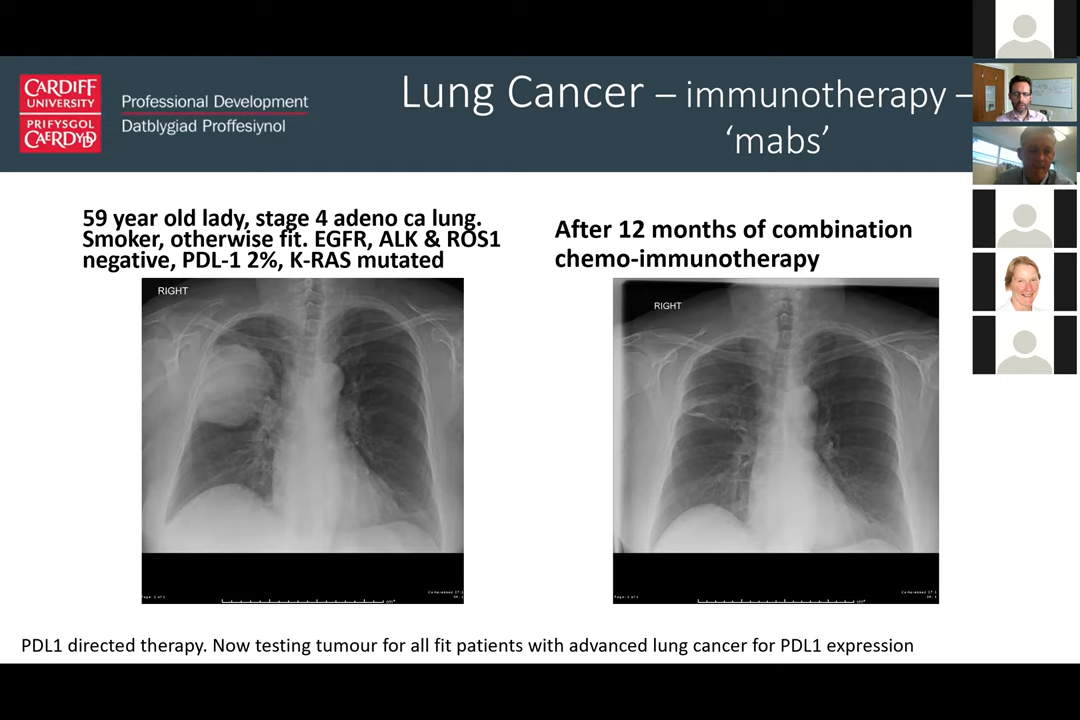 CARDIFF
UNIVERSITY
PRIFYSGOL
CAERDYDD
Professional Development
Datblygiad Proffesiynol
Lung Cancer – immunotherapy –
‘mabs’
59 year old lady, stage 4 adeno ca lung.
Smoker, otherwise fit. EGFR, ALK & ROS1
negative, PDL-1 2%, K-RAS mutated
After 12 months of combination
chemo-immunotherapy
RIGHT
RIGHT
PDL1 directed therapy. Now testing tumour for all fit patients with advanced lung cancer for PDL1 expression